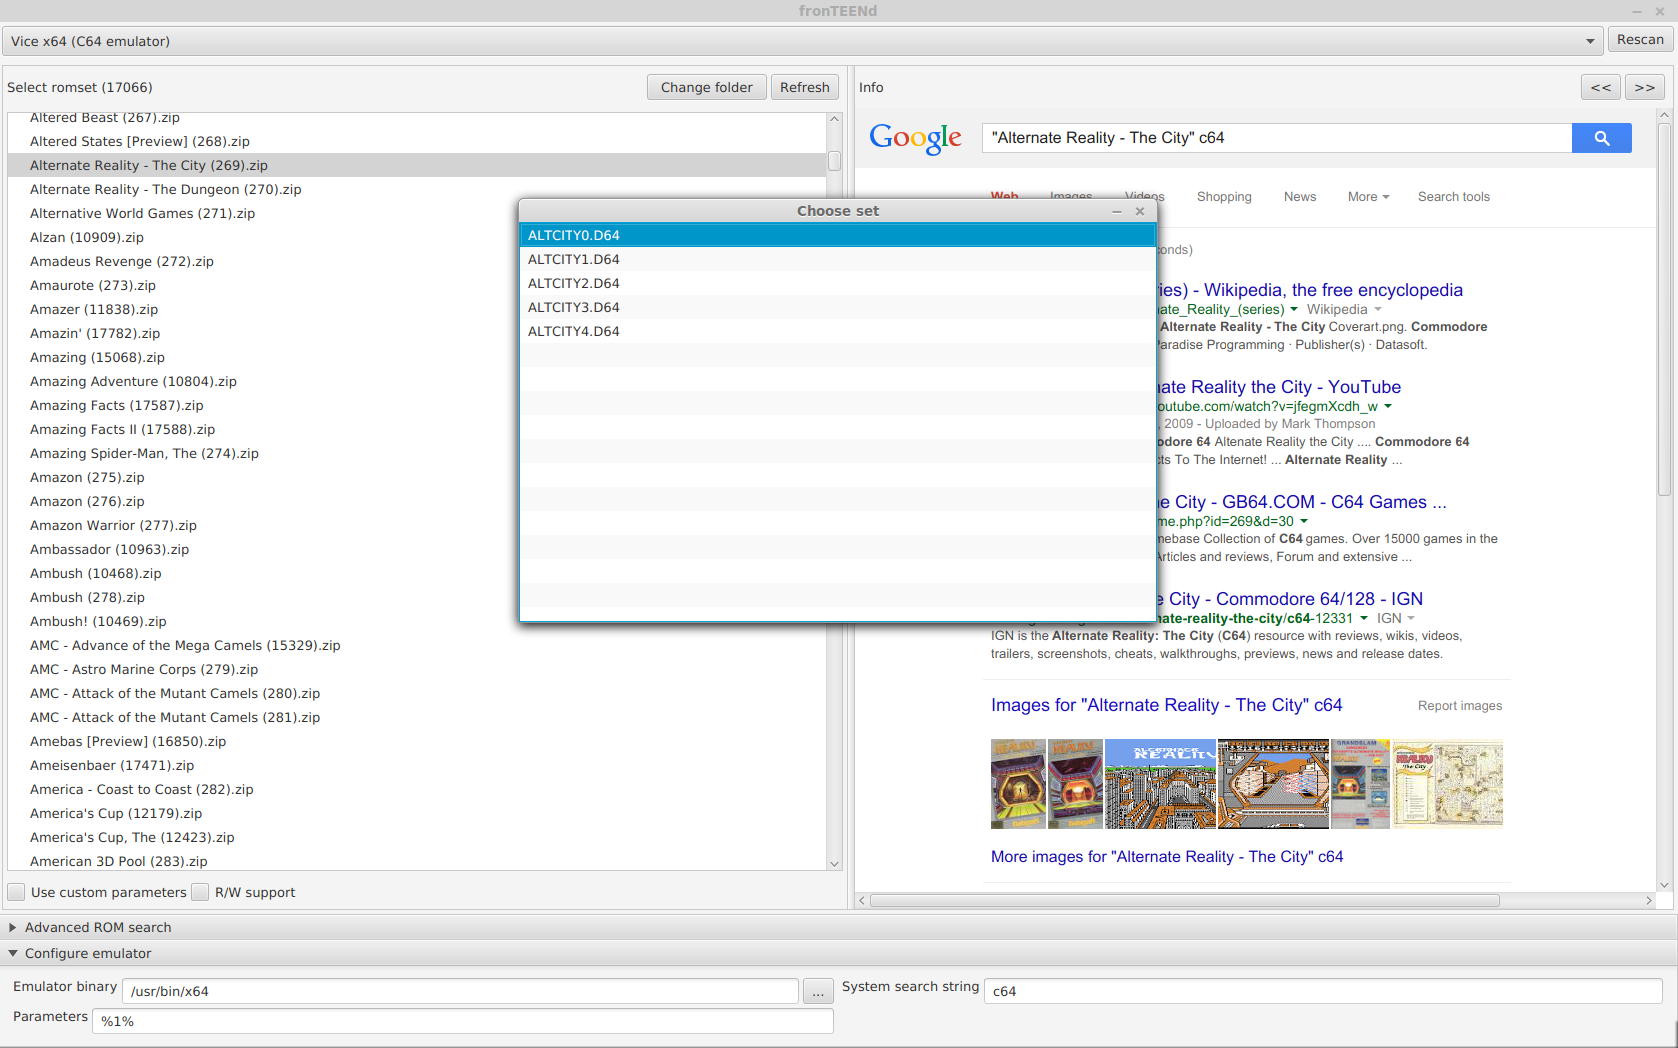 fronTEENd
Vice x64 (C64 emulator)
Rescan
Select romset (17066)
Change folder
Refresh
Altered Beast (267).zip
Altered States [Preview] (268).zip
Alternate Reality - The City (269).zip
Alternate Reality - The Dungeon (270).zip
Alternative World Games (271).zip
Alzan (10909).zip
Amadeus Revenge (272).zip
Amaurote (273).zip
Amazer (11838).zip
Amazin' (17782).zip
Amazing (15068).zip
Amazing Adventure (10804).zip
Amazing Facts (17587).zip
Amazing Facts II (17588).zip
Amazing Spider-Man, The (274).zip
Amazon (275).zip
Amazon (276).zip
Amazon Warrior (277).zip
Ambassador (10963).zip
Ambush (10468).zip
Ambush (278).zip
Ambush! (10469).zip
AMC - Advance of the Mega Camels (15329).zip
AMC - Astro Marine Corps (279).zip
AMC - Attack of the Mutant Camels (280).zip
AMC - Attack of the Mutant Camels (281).zip
Amebas [Preview] (16850).zip
Ameisenbaer (17471).zip
America - Coast to Coast (282).zip
America's Cup (12179).zip
America's Cup, The (12423).zip
American 3D Pool (283).zip
Use custom parameters
R/W support
Choose set
ALTCITY0.D64
ALTCITY1.D64
ALTCITY2.D64
ALTCITY3.D64
ALTCITY4.D64
Info
<<
>>
Google
"Alternate Reality - The City" c64
Web Images Videos Shopping News More Search tools
onds)
ies) - Wikipedia, the free encyclopedia
ate_Reality_(series) Wikipedia
Alternate Reality - The City Coverart.png. Commodore
Paradise Programming · Publisher(s) · Datasoft.
nate Reality the City - YouTube
outube.com/watch?v=jfegmXcdh_w
, 2009 - Uploaded by Mark Thompson
odore 64 Altenate Reality the City .... Commodore 64
ts To The Internet! ... Alternate Reality ...
e City - GB64.COM - C64 Games ...
me.php?id=269&d=30
mebase Collection of C64 games. Over 15000 games in the
Articles and reviews, Forum and extensive ...
e City - Commodore 64/128 - IGN
nate-reality-the-city/c64-12331 IGN
IGN is the Alternate Reality: The City (C64) resource with reviews, wikis, videos,
trailers, screenshots, cheats, walkthroughs, previews, news and release dates.
Images for "Alternate Reality - The City" c64
Report images
REALITY
GRANDSLAM
REALITY
The City
More images for "Alternate Reality - The City" c64
Advanced ROM search
Configure emulator
Emulator binary
/usr/bin/x64
...
System search string
c64
Parameters
%1%